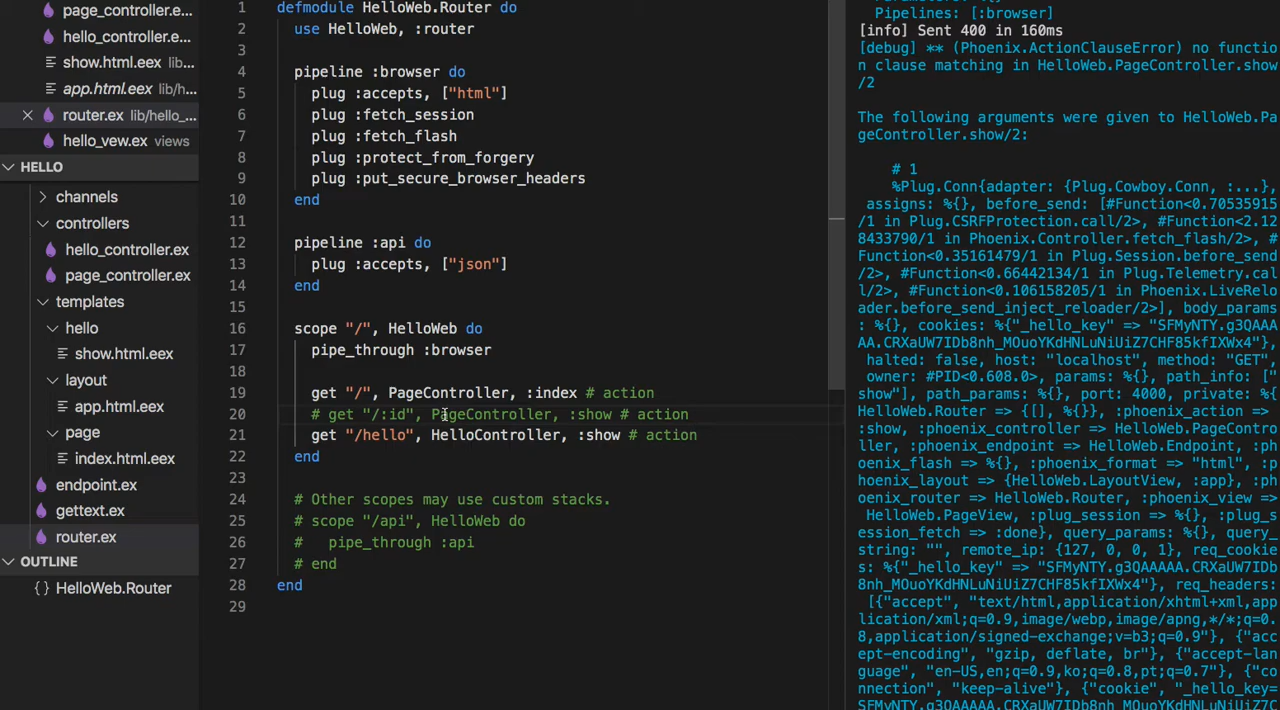 page_controller.e...
hello_controller.e...
show.html.eex lib...
app.html.eex lib/h...
router.ex lib/hello_...
hello_vew.ex views
HELLO
channels
controllers
hello_controller.ex
page_controller.ex
templates
hello
show.html.eex
layout
app.html.eex
page
index.html.eex
endpoint.ex
gettext.ex
router.ex
OUTLINE
{} HelloWeb.Router
1 defmodule HelloWeb.Router do
2 use HelloWeb, :router
3
4 pipeline :browser do
5 plug :accepts, ["html"]
6 plug :fetch_session
7 plug :fetch_flash
8 plug :protect_from_forgery
9 plug :put_secure_browser_headers
10 end
11
12 pipeline :api do
13 plug :accepts, ["json"]
14 end
15
16 scope "/", HelloWeb do
17 pipe_through :browser
18
19 get "/", PageController, :index # action
20 # get "/:id", PageController, :show # action
21 get "/hello", HelloController, :show # action
22 end
23
24 # Other scopes may use custom stacks.
25 # scope "/api", HelloWeb do
26 # pipe_through :api
27 # end
28 end
29
Pipelines: [:browser]
[info] Sent 400 in 160ms
[debug] ** (Phoenix.ActionClauseError) no functio
n clause matching in HelloWeb.PageController.show
/2
The following arguments were given to HelloWeb.Pa
geController.show/2:
# 1
%Plug.Conn{adapter: {Plug.Cowboy.Conn, :...},
assigns: %{}, before_send: [#Function<0.70535915
/1 in Plug.CSRFProtection.call/2>, #Function<2.12
8433790/1 in Phoenix.Controller.fetch_flash/2>, #
Function<0.35161479/1 in Plug.Session.before_send
/2>, #Function<0.66442134/1 in Plug.Telemetry.cal
l/2>, #Function<0.106158205/1 in Phoenix.LiveRelo
ader.before_send_inject_reloader/2>], body_params
: %{}, cookies: %{"_hello_key" => "SFMyNTY.g3QAAA
AA.CRXaUW7IDb8nh_MOuoYKdHNLuNiUiZ7CHF85kfIXWx4"},
halted: false, host: "localhost", method: "GET",
owner: #PID<0.608.0>, params: %{}, path_info: ["
show"], path_params: %{}, port: 4000, private: %{
HelloWeb.Router => {[], %{}}, :phoenix_action =>
:show, :phoenix_controller => HelloWeb.PageContro
ller, :phoenix_endpoint => HelloWeb.Endpoint, :ph
oenix_flash => %{}, :phoenix_format => "html", :p
hoenix_layout => {HelloWeb.LayoutView, :app}, :ph
oenix_router => HelloWeb.Router, :phoenix_view =>
HelloWeb.PageView, :plug_session => %{}, :plug_s
ession_fetch => :done}, query_params: %{}, query_
string: "", remote_ip: {127, 0, 0, 1}, req_cookie
s: %{"_hello_key" => "SFMyNTY.g3QAAAAA.CRXaUW7IDb
8nh_MOuoYKdHNLuNiUiZ7CHF85kfIXWx4"}, req_headers:
[{"accept", "text/html,application/xhtml+xml,app
lication/xml;q=0.9,image/webp,image/apng,*/*;q=0.
8,application/signed-exchange;v=b3;q=0.9"}, {"acc
ept-encoding", "gzip, deflate, br"}, {"accept-lan
guage", "en-US,en;q=0.9,ko;q=0.8,pt;q=0.7"}, {"co
nnection", "keep-alive"}, {"cookie", "_hello_key=